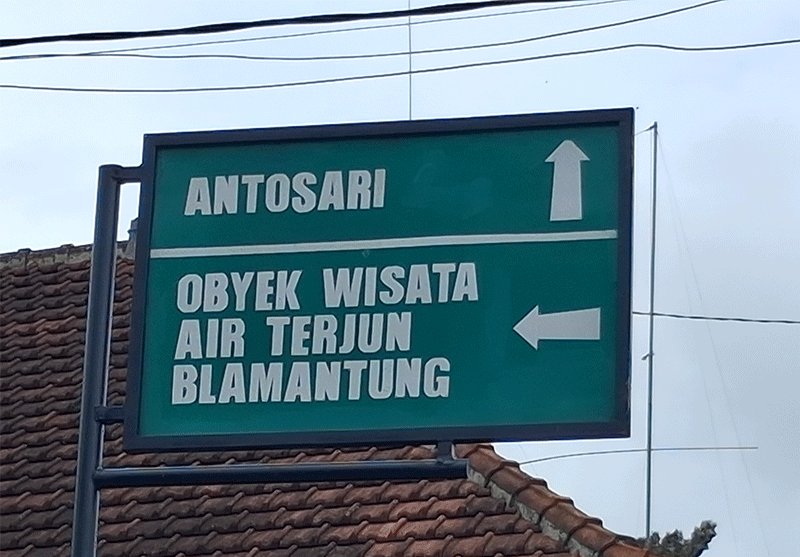 ANTOSARI
OBYEK WISATA
AIR TERJUN
BLAMANTUNG